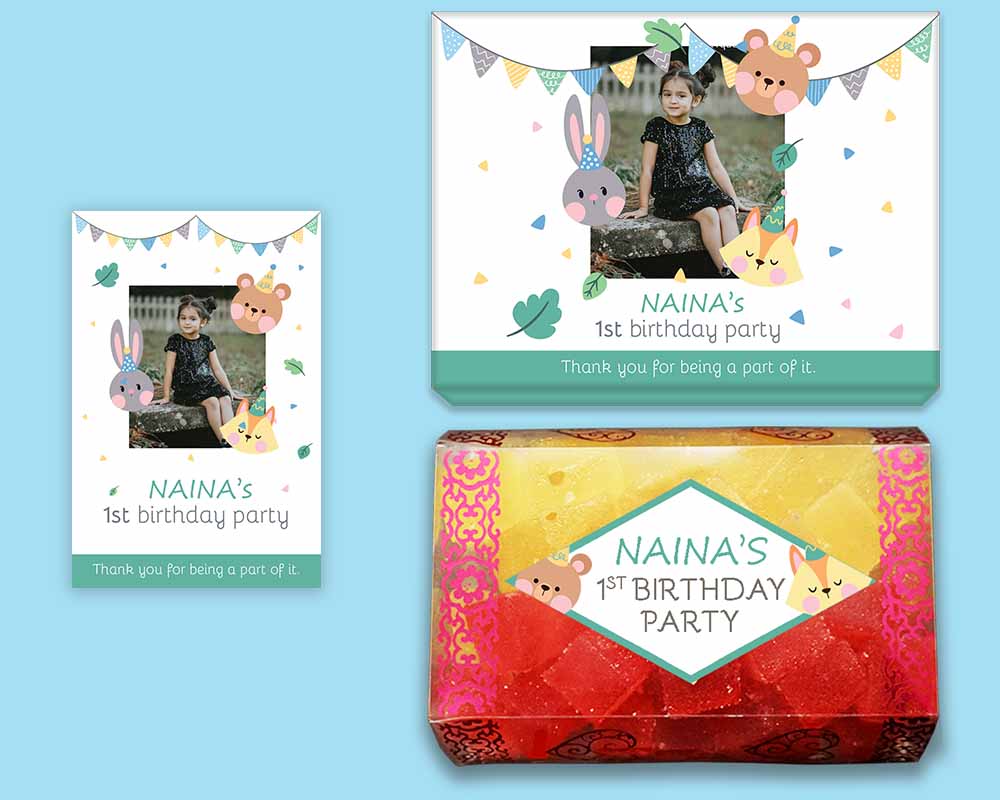 NAINA's
1st birthday party
Thank you for being a part of it.
NAINA's
1st birthday party
Thank you for being a part of it.
NAINA'S
1ST BIRTHDAY
PARTY